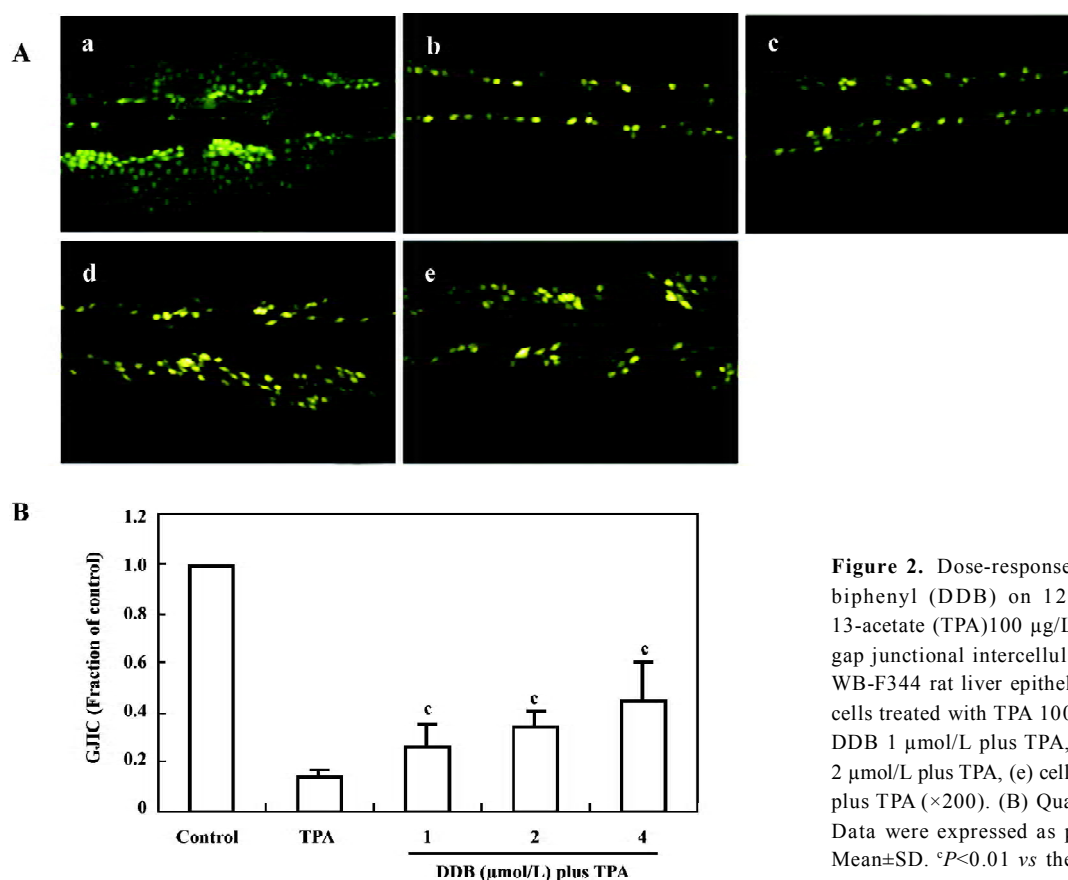 A
a
b
c
d
e
B
GJIC (Fraction of control)
1.2
1.0
0.8
0.6
0.4
0.2
0
c
c
c
Control
TPA
1
2
4
DDB (μmol/L) plus TPA
Figure 2. Dose-response
biphenyl (DDB) on 12
13-acetate (TPA)100 μg/L
gap junctional intercellul
WB-F344 rat liver epithel
cells treated with TPA 100
DDB 1 μmol/L plus TPA,
2 μmol/L plus TPA, (e) cell
plus TPA (×200). (B) Qua
Data were expressed as p
Mean±SD. ᶜP<0.01 vs the